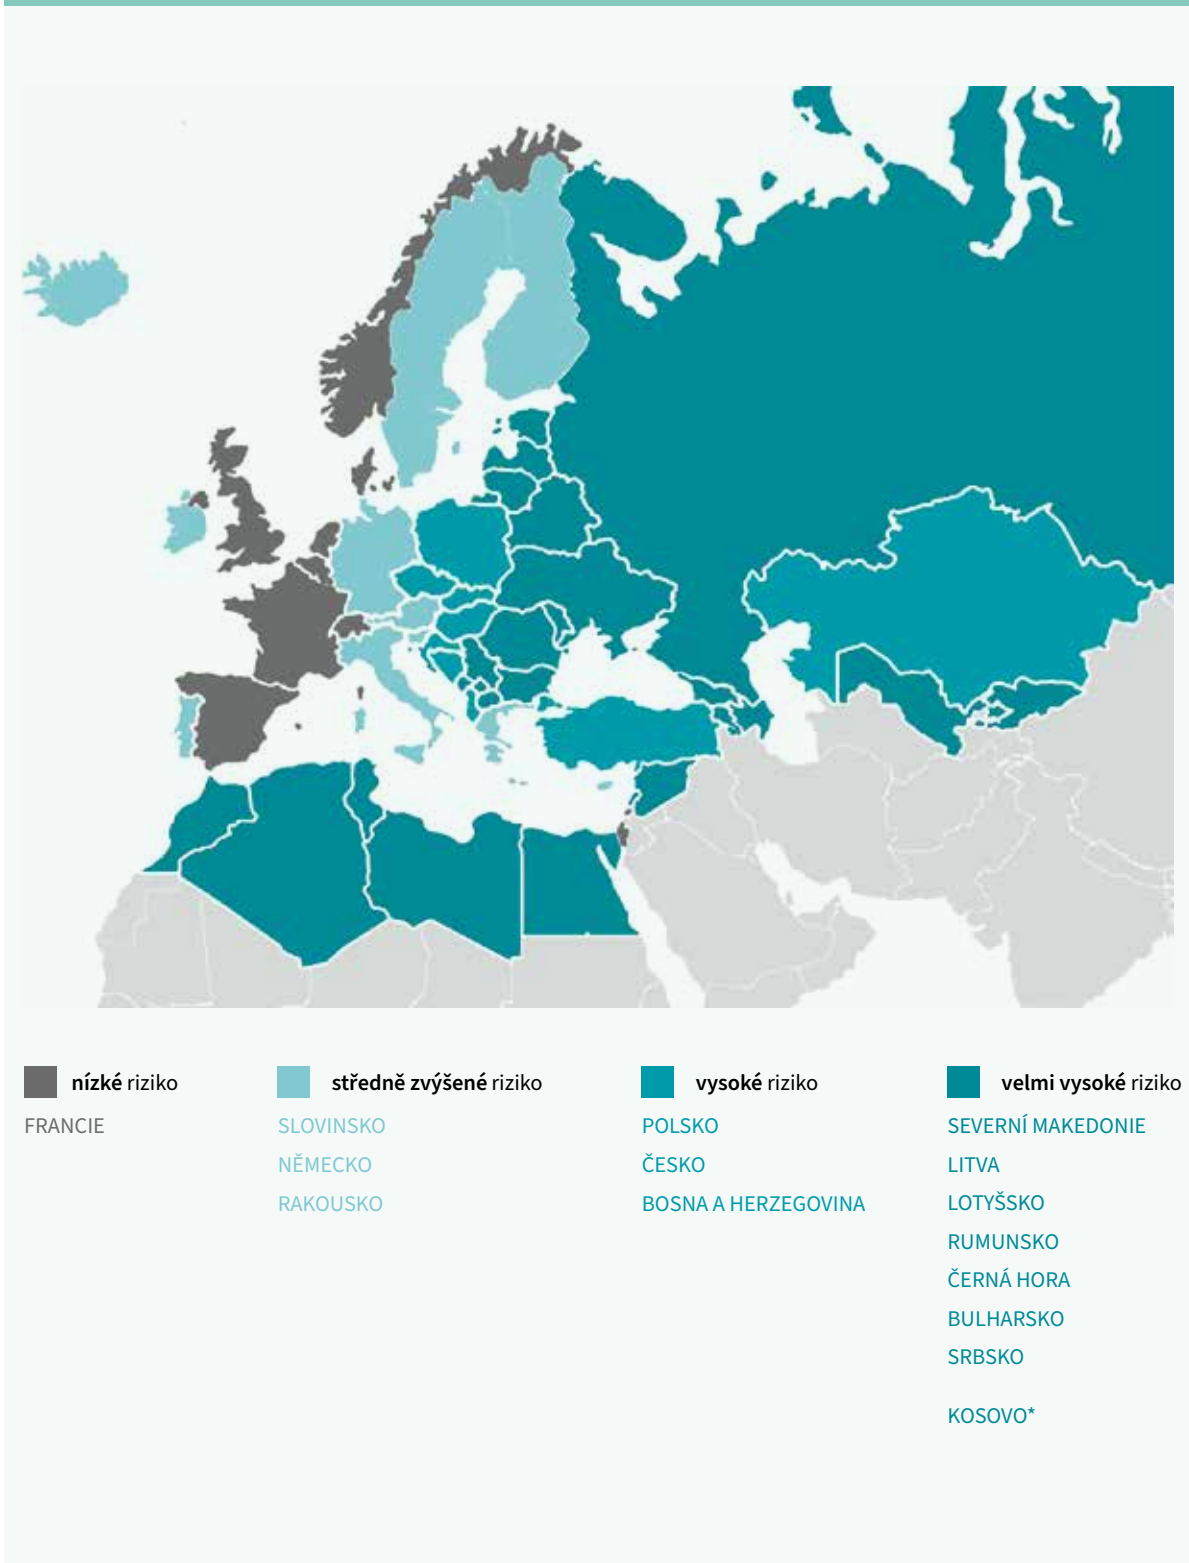 nízké riziko
FRANCIE
středně zvýšené riziko
SLOVINSKO
NĚMECKO
RAKOUSKO
vysoké riziko
POLSKO
ČESKO
BOSNA A HERZEGOVINA
velmi vysoké riziko
SEVERNÍ MAKEDONIE
LITVA
LOTYŠSKO
RUMUNSKO
ČERNÁ HORA
BULHARSKO
SRBSKO
KOSOVO*